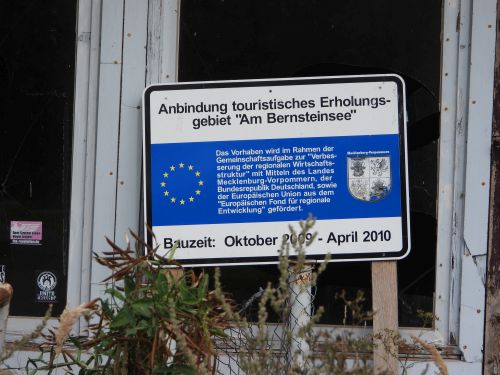 Anbindung touristisches Erholungs-
gebiet "Am Bernsteinsee"
Das Vorhaben wird im Rahmen der
Gemeinschaftsaufgabe zur "Verbes-
serung der regionalen Wirtschafts-
struktur" mit Mitteln des Landes
Mecklenburg-Vorpommern, der
Bundesrepublik Deutschland, sowie
der Europäischen Union aus dem
"Europäischen Fond für regionale
Entwicklung" gefördert.
Mecklenburg-Vorpommern
Bauzeit: Oktober 2009 - April 2010